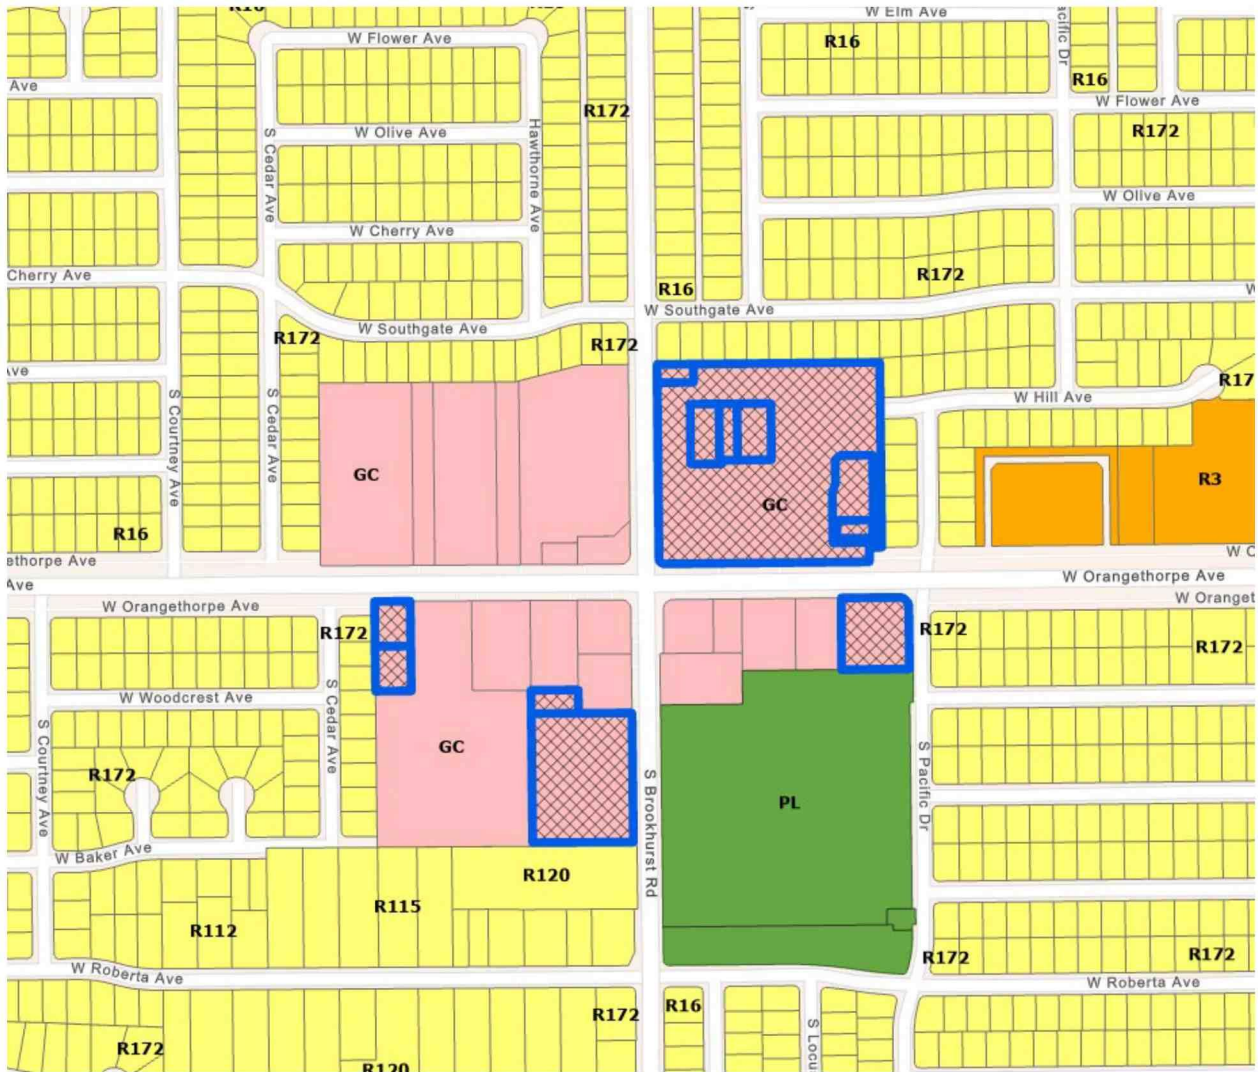 W Elm Ave
W Flower Ave
R16
R16
Ave
W Flower Ave
R172
R172
W Olive Ave
S Cedar Ave
Hawthorne Ave
W Olive Ave
W Cherry Ave
Cherry Ave
R172
R16
W Southgate Ave
W Southgate Ave
R172
R172
S Courtney Ave
S Cedar Ave
W Hill Ave
GC
R3
GC
R16
ethorpe Ave
W Orangethorpe Ave
Ave
W Orangethorpe Ave
W Oranget
R172
R172
R172
W Woodcrest Ave
S Cedar Ave
S Courtney Ave
GC
R172
S Brookhurst Rd
PL
S Pacific Dr
W Baker Ave
R120
R115
R112
R172
R172
W Roberta Ave
W Roberta Ave
R172
R16
R172
S Locu
R120